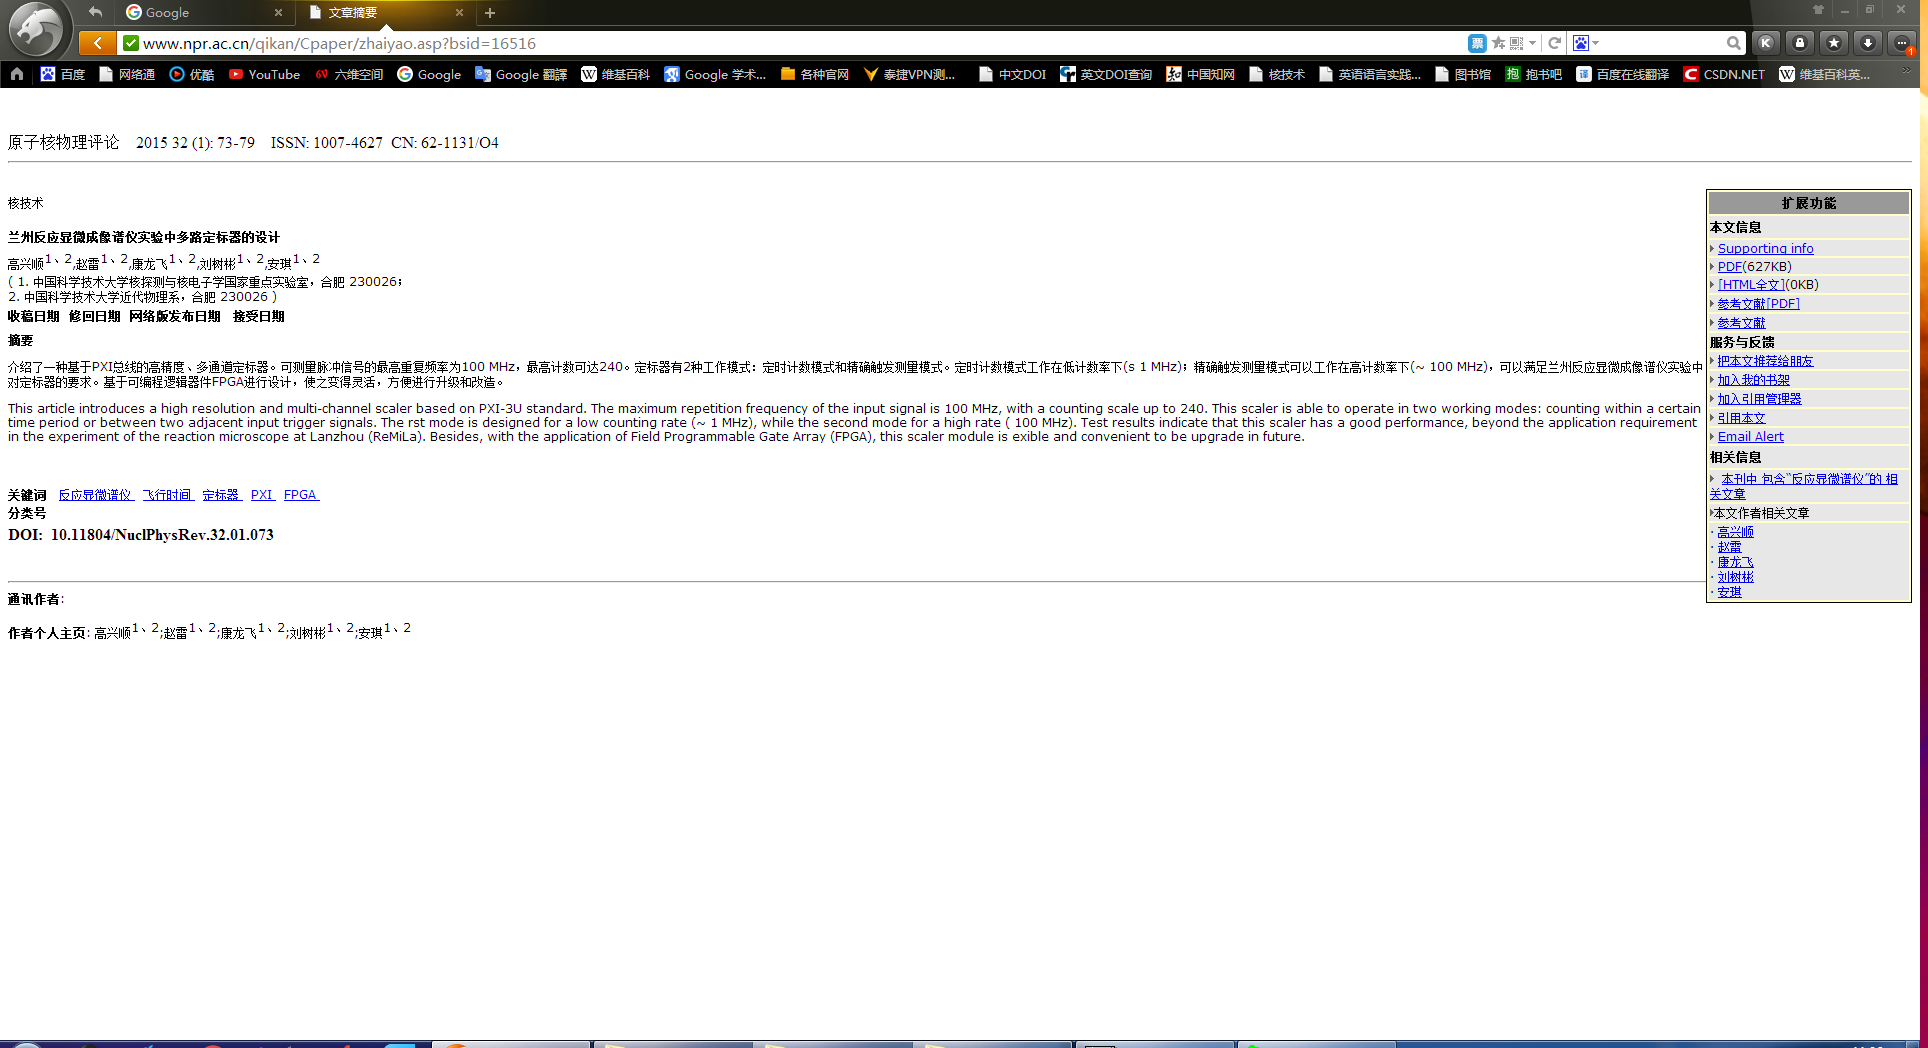 Google
文章摘要
www.npr.ac.cn/qikan/Cpaper/zhaiyao.asp?bsid=16516
票
百度 网络通 优酷 YouTube 六维空间 Google Google 翻譯 维基百科 Google 学术... 各种官网 泰捷VPN测... 中文DOI 英文DOI查询 中国知网 核技术 英语语言实践... 图书馆 抱书吧 百度在线翻译 CSDN.NET 维基百科英...
原子核物理评论 2015 32 (1): 73-79 ISSN: 1007-4627 CN: 62-1131/O4
核技术
兰州反应显微成像谱仪实验中多路定标器的设计
高兴顺1、2,赵雷1、2,康龙飞1、2,刘树彬1、2,安琪1、2
( 1. 中国科学技术大学核探测与核电子学国家重点实验室，合肥 230026；
2. 中国科学技术大学近代物理系，合肥 230026 )
收稿日期 修回日期 网络版发布日期 接受日期
摘要
介绍了一种基于PXI总线的高精度、多通道定标器。可测量脉冲信号的最高重复频率为100 MHz，最高计数可达240。定标器有2种工作模式：定时计数模式和精确触发测量模式。定时计数模式工作在低计数率下(s 1 MHz)；精确触发测量模式可以工作在高计数率下(~ 100 MHz)，可以满足兰州反应显微成像谱仪实验中
对定标器的要求。基于可编程逻辑器件FPGA进行设计，使之变得灵活，方便进行升级和改造。
This article introduces a high resolution and multi-channel scaler based on PXI-3U standard. The maximum repetition frequency of the input signal is 100 MHz, with a counting scale up to 240. This scaler is able to operate in two working modes: counting within a certain
time period or between two adjacent input trigger signals. The rst mode is designed for a low counting rate (~ 1 MHz), while the second mode for a high rate ( 100 MHz). Test results indicate that this scaler has a good performance, beyond the application requirement
in the experiment of the reaction microscope at Lanzhou (ReMiLa). Besides, with the application of Field Programmable Gate Array (FPGA), this scaler module is exible and convenient to be upgrade in future.
关键词 反应显微谱仪 飞行时间 定标器 PXI FPGA
分类号
DOI: 10.11804/NuclPhysRev.32.01.073
通讯作者:
作者个人主页: 高兴顺1、2;赵雷1、2;康龙飞1、2;刘树彬1、2;安琪1、2
扩展功能
本文信息
Supporting info
PDF(627KB)
[HTML全文](0KB)
参考文献[PDF]
参考文献
服务与反馈
把本文推荐给朋友
加入我的书架
加入引用管理器
引用本文
Email Alert
相关信息
本刊中 包含“反应显微谱仪”的 相
关文章
本文作者相关文章
· 高兴顺
· 赵雷
· 康龙飞
· 刘树彬
· 安琪